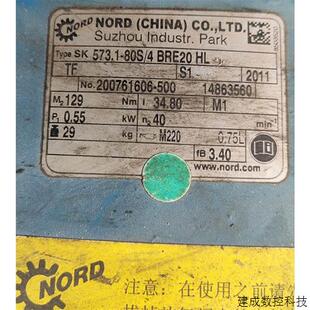 NORD
NORD (CHINA) CO.,LTD.
Suzhou Industr. Park
Type SK 573.1-80S/4 BRE20 HL
TF S1 2011
No. 200761606-500 14863560
M₂ 129 Nm i 34.80 M1
P₁ 0.55 kW n₂ 40 min⁻¹
29 kg M220 0.75L
fB 3.40
www.nord.com
NORD
注意：在使用之前请
建成数控科技